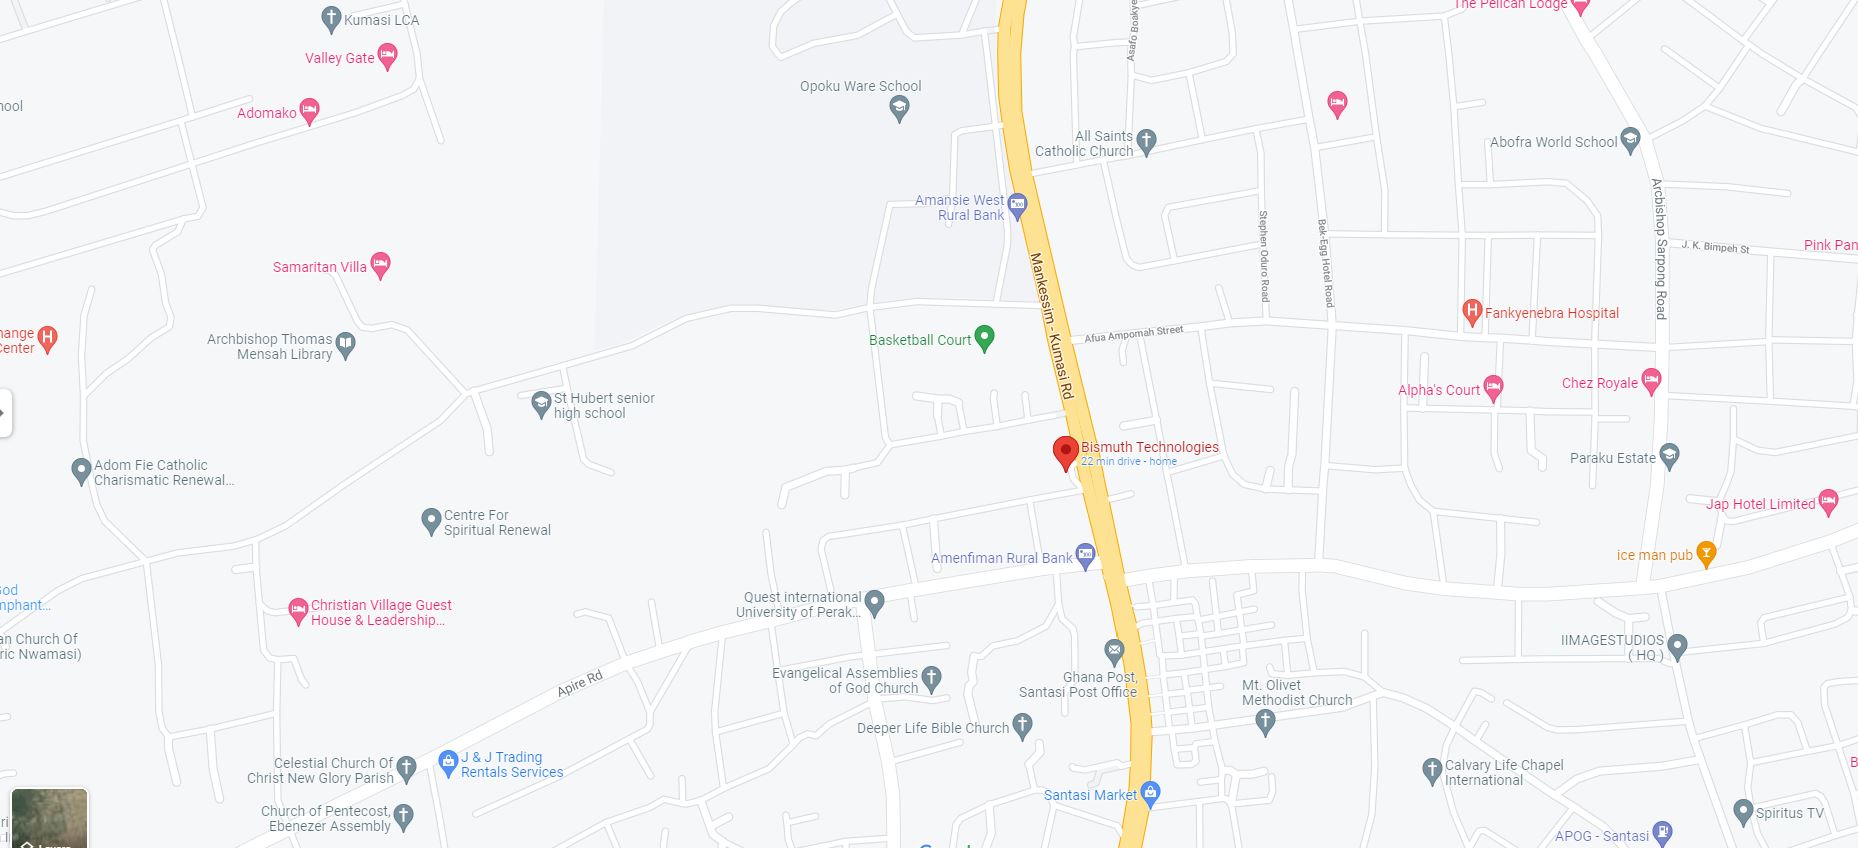 The Pelican Lodge
Kumasi LCA
Valley Gate
Asafo Boakye
Opoku Ware School
Adomako
All Saints
Catholic Church
Abofra World School
Amansie West
Rural Bank
Archbishop Sarpong Road
Stephen Oduro Road
Bek-Egg Hotel Road
J. K. Bimpeh St
Pink Pan
Samaritan Villa
Mankessim - Kumasi Rd
Fankyenebra Hospital
Afua Ampomah Street
Center
Archbishop Thomas
Mensah Library
Basketball Court
Alpha's Court
Chez Royale
St Hubert senior
high school
Bismuth Technologies
22 min drive - home
Paraku Estate
Adom Fie Catholic
Charismatic Renewal...
Jap Hotel Limited
Centre For
Spiritual Renewal
Amenfiman Rural Bank
ice man pub
Quest international
University of Perak...
Christian Village Guest
House & Leadership...
an Church Of
ric Nwamasi)
IIMAGESTUDIOS
( HQ )
Evangelical Assemblies
of God Church
Apire Rd
Ghana Post,
Santasi Post Office
Mt. Olivet
Methodist Church
Deeper Life Bible Church
Celestial Church Of
Christ New Glory Parish
J & J Trading
Rentals Services
Calvary Life Chapel
International
Santasi Market
Church of Pentecost,
Ebenezer Assembly
Spiritus TV
APOG - Santasi